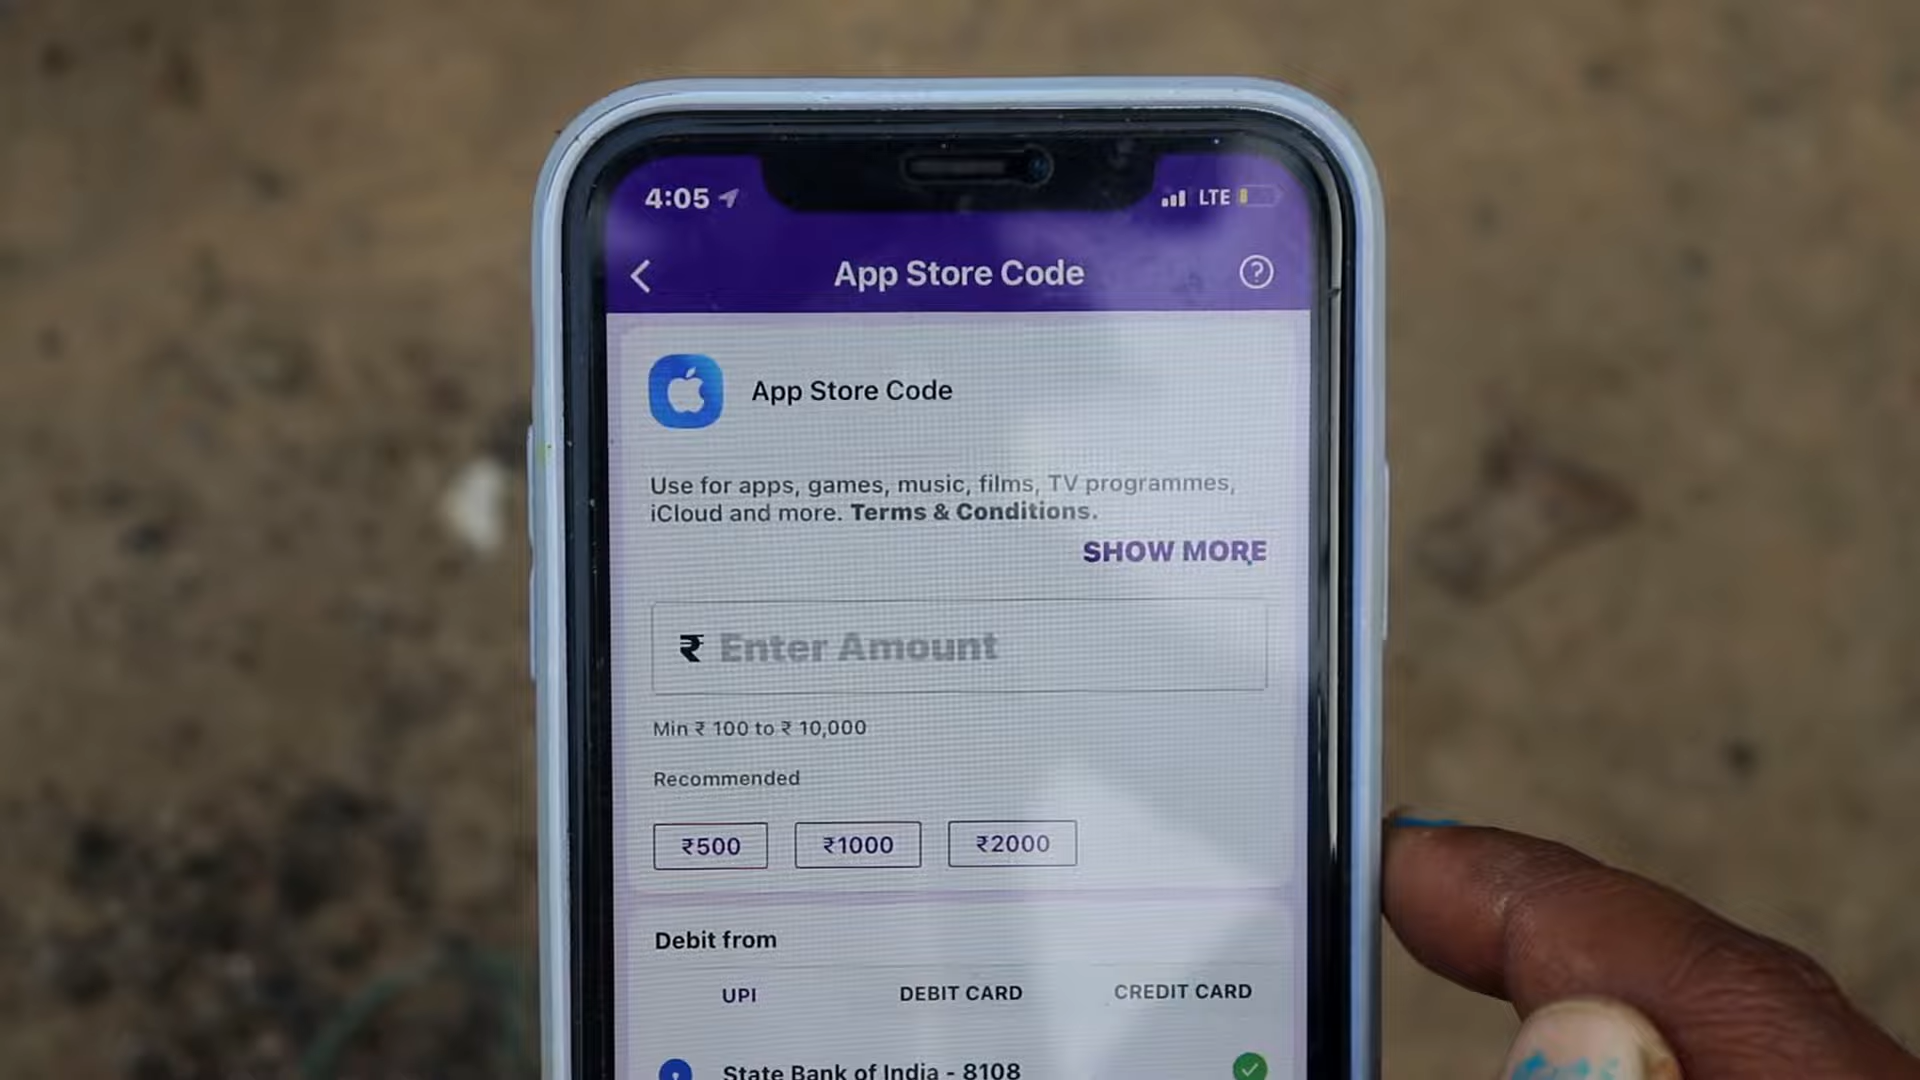 4:05
LTE
App Store Code
App Store Code
Use for apps, games, music, films, TV programmes,
iCloud and more. Terms & Conditions.
SHOW MORE
₹ Enter Amount
Min ₹ 100 to ₹ 10,000
Recommended
₹500 ₹1000 ₹2000
Debit from
UPI DEBIT CARD CREDIT CARD
State Bank of India - 8108